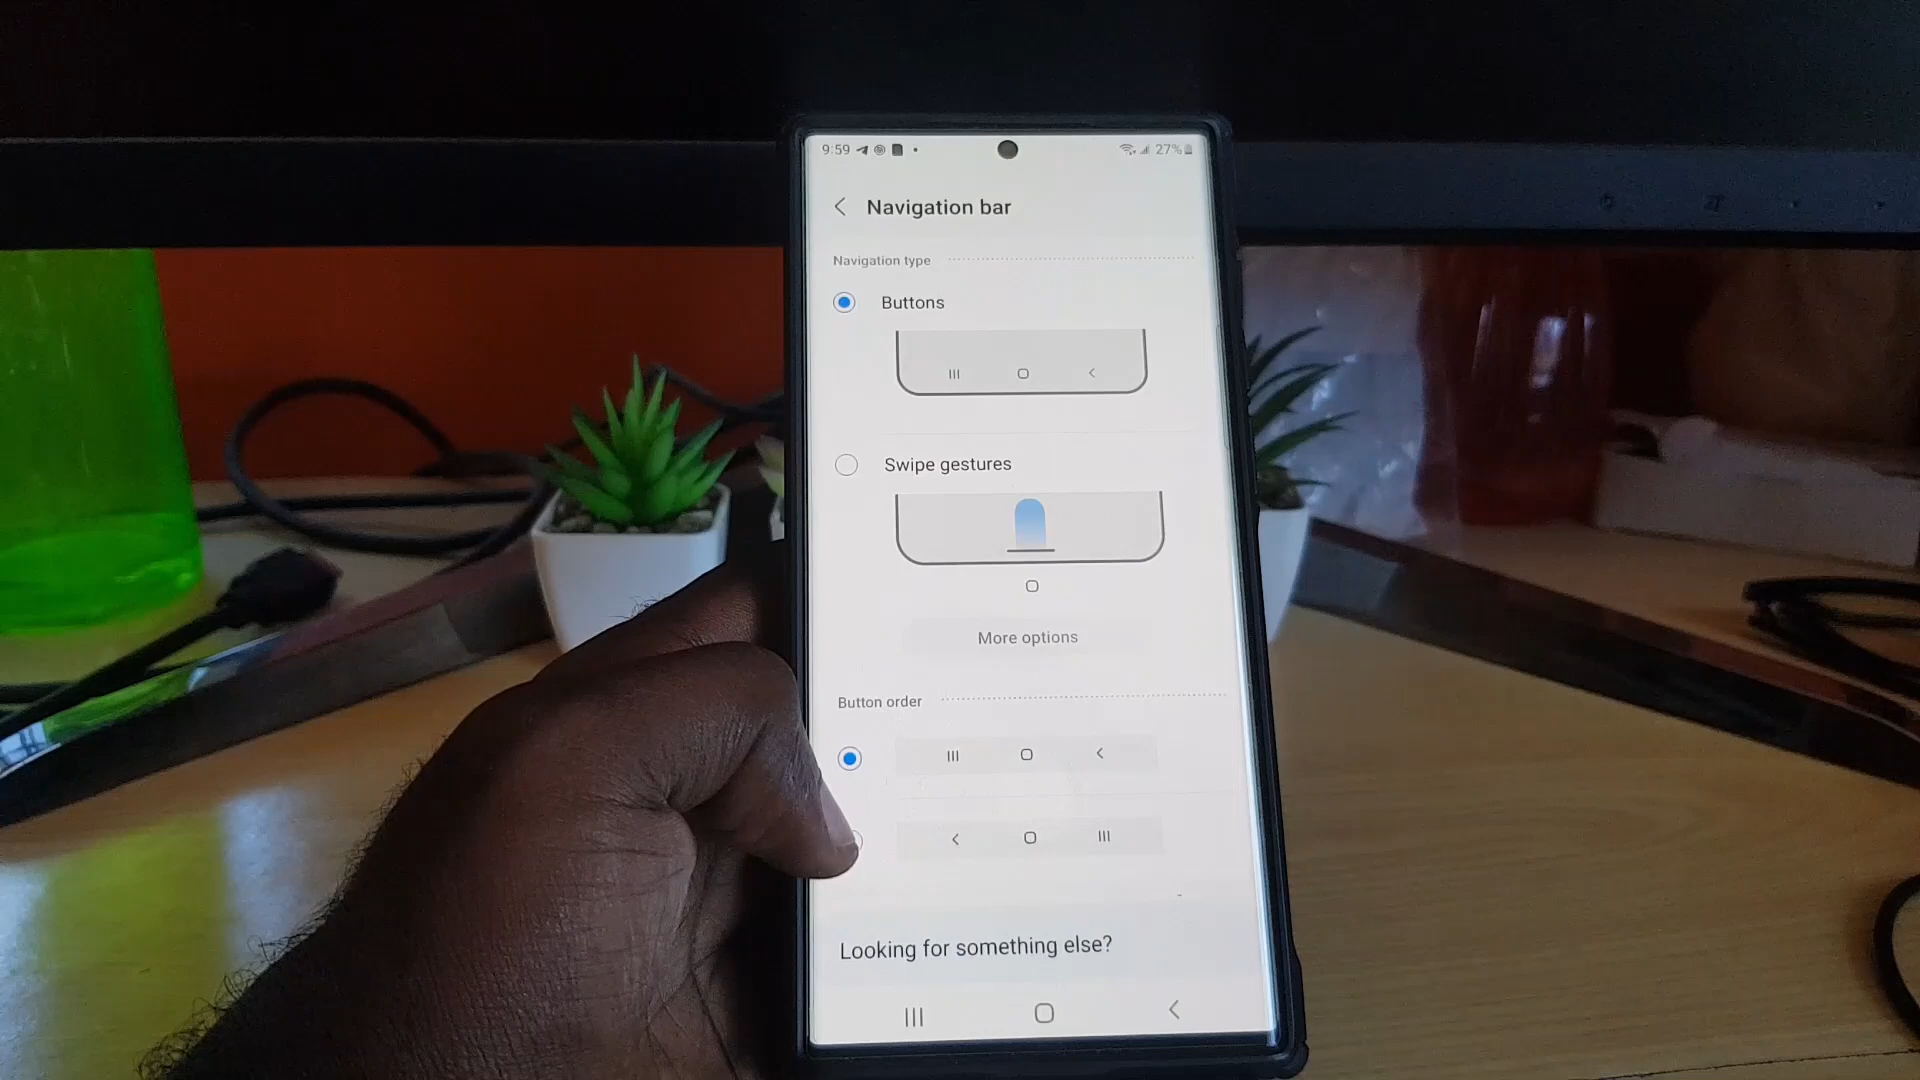 9:59
27%
Navigation bar
Navigation type
Buttons
Swipe gestures
More options
Button order
Looking for something else?